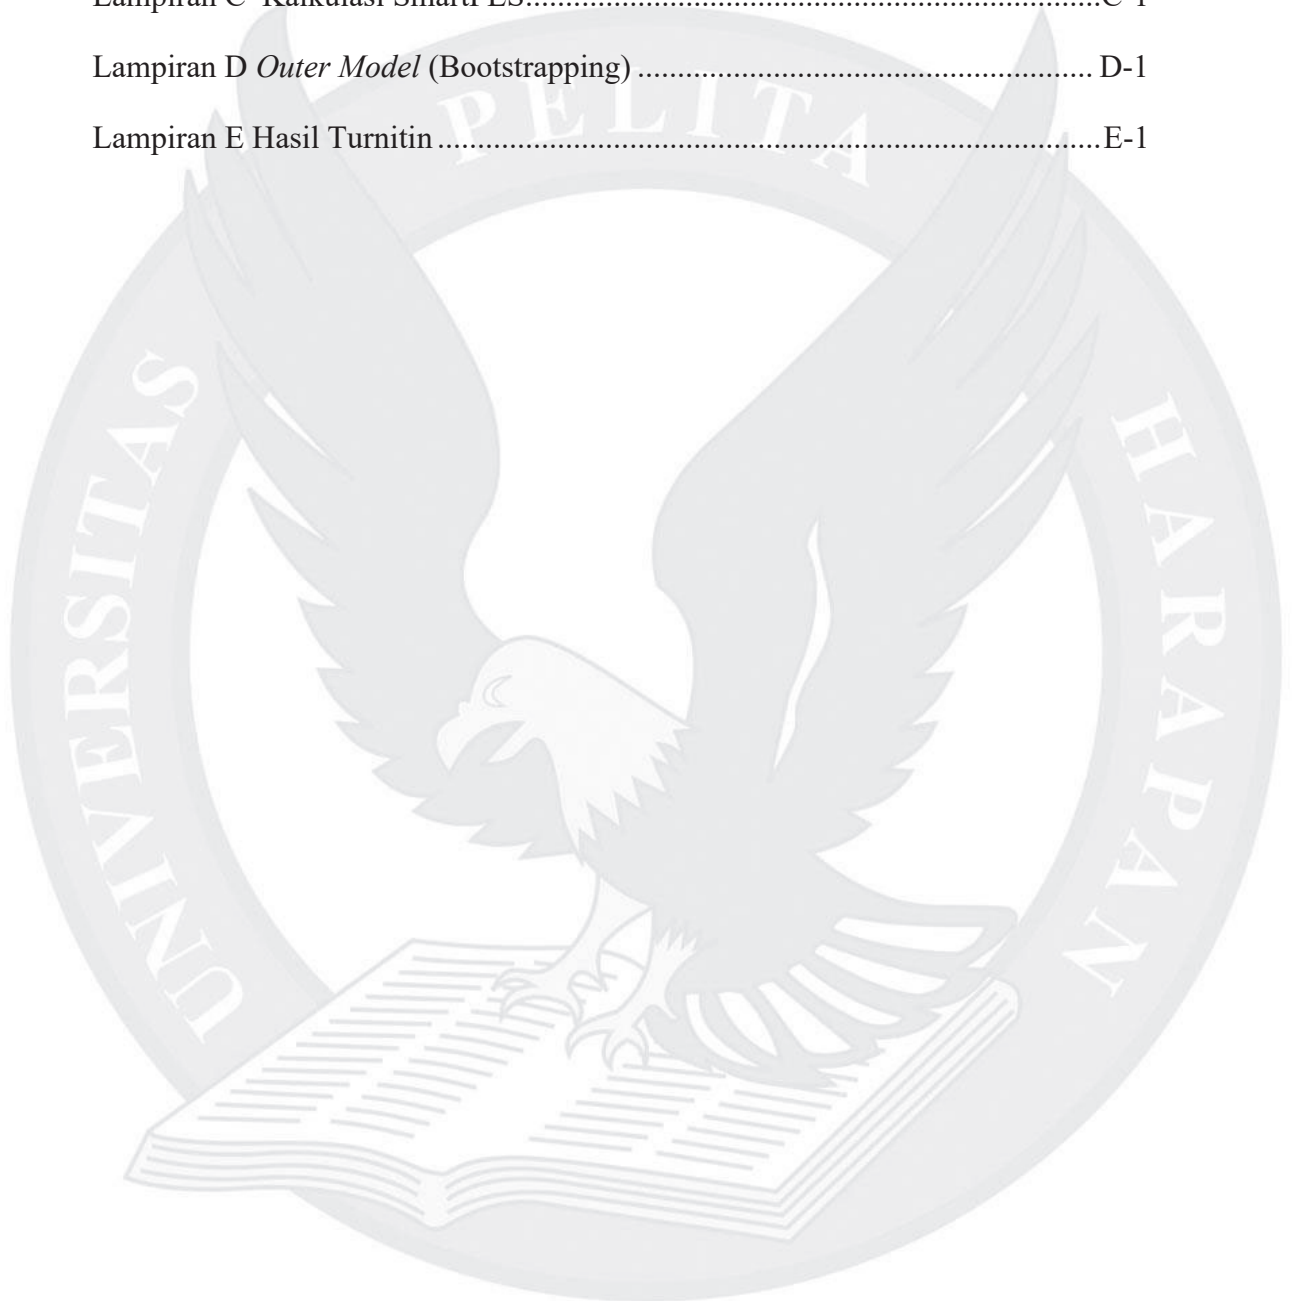 Lampiran C Kalkulasi SmartPLS............................................................................C-1
Lampiran D Outer Model (Bootstrapping) .......................................................... D-1
Lampiran E Hasil Turnitin .....................................................................................E-1
UNIVERSITAS PELITA HARAPAN